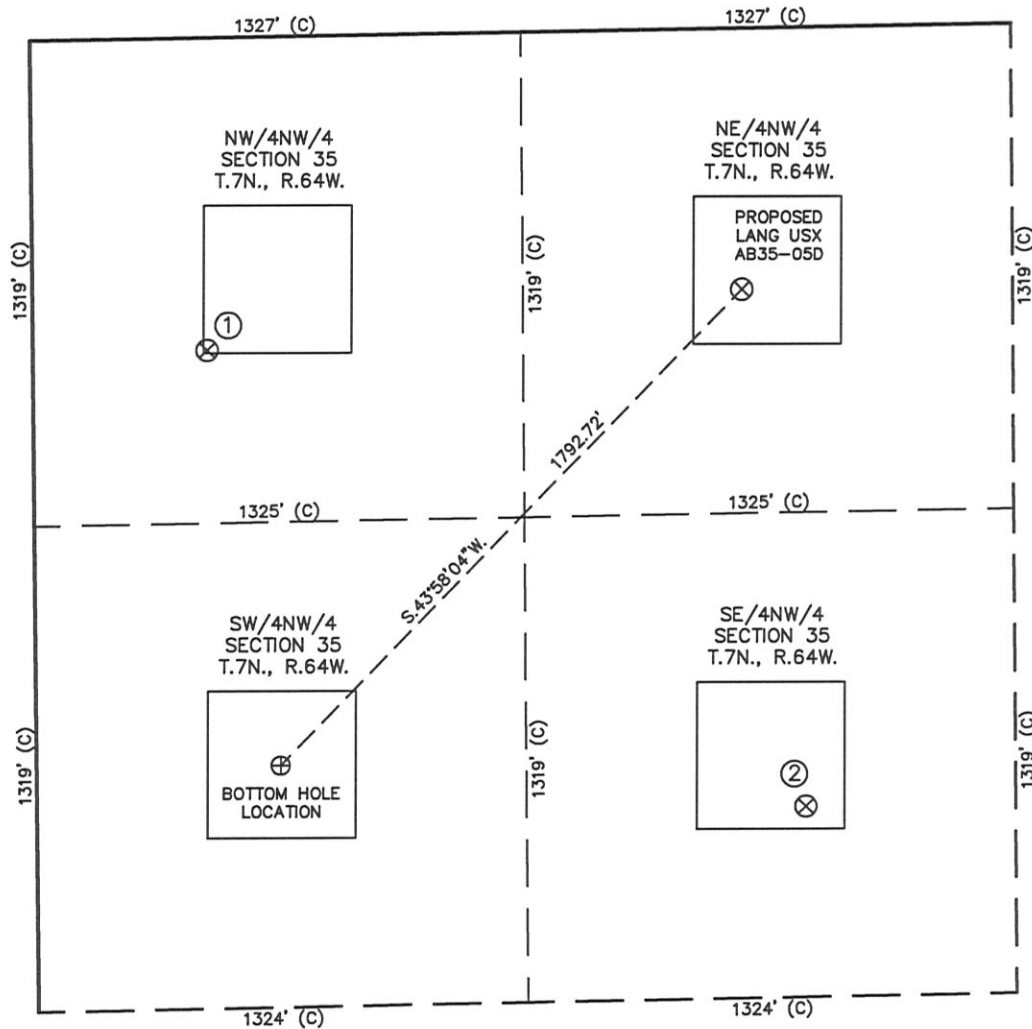 1327' (C)
1327' (C)
NW/4NW/4
SECTION 35
T.7N., R.64W.
NE/4NW/4
SECTION 35
T.7N., R.64W.
PROPOSED
LANG USX
AB35-05D
1319' (C)
1319' (C)
1319' (C)
1
1792.72'
1325' (C)
1325' (C)
S.43°58'04"W.
SW/4NW/4
SECTION 35
T.7N., R.64W.
SE/4NW/4
SECTION 35
T.7N., R.64W.
1319' (C)
1319' (C)
1319' (C)
2
BOTTOM HOLE
LOCATION
1324' (C)
1324' (C)